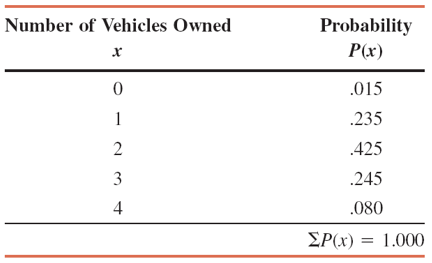 Number of Vehicles Owned Probability
x P(x)
0 .015
1 .235
2 .425
3 .245
4 .080
ΣP(x) = 1.000